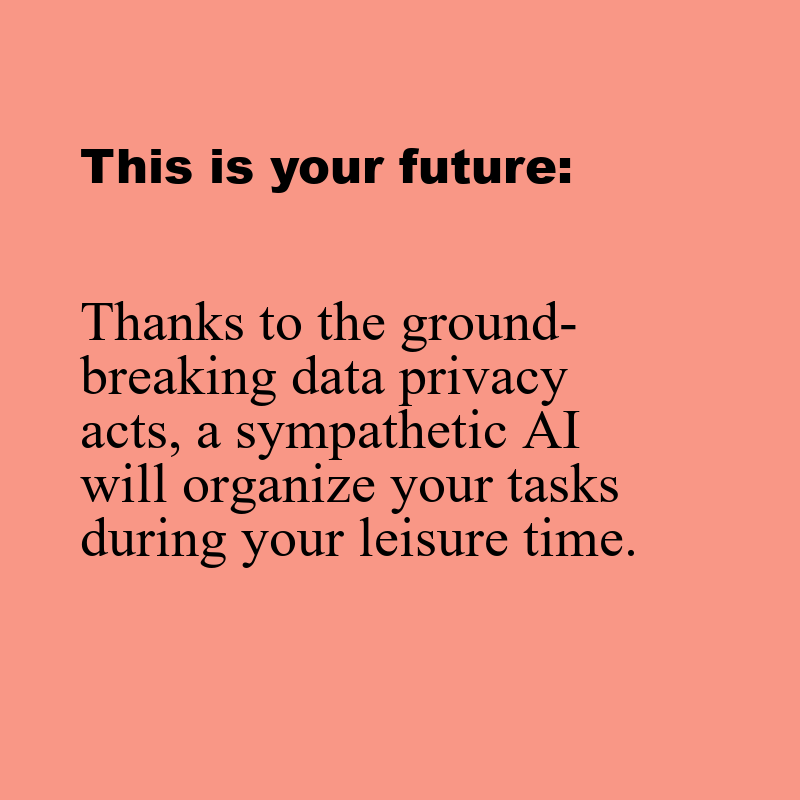 This is your future:
Thanks to the ground-
breaking data privacy
acts, a sympathetic AI
will organize your tasks
during your leisure time.